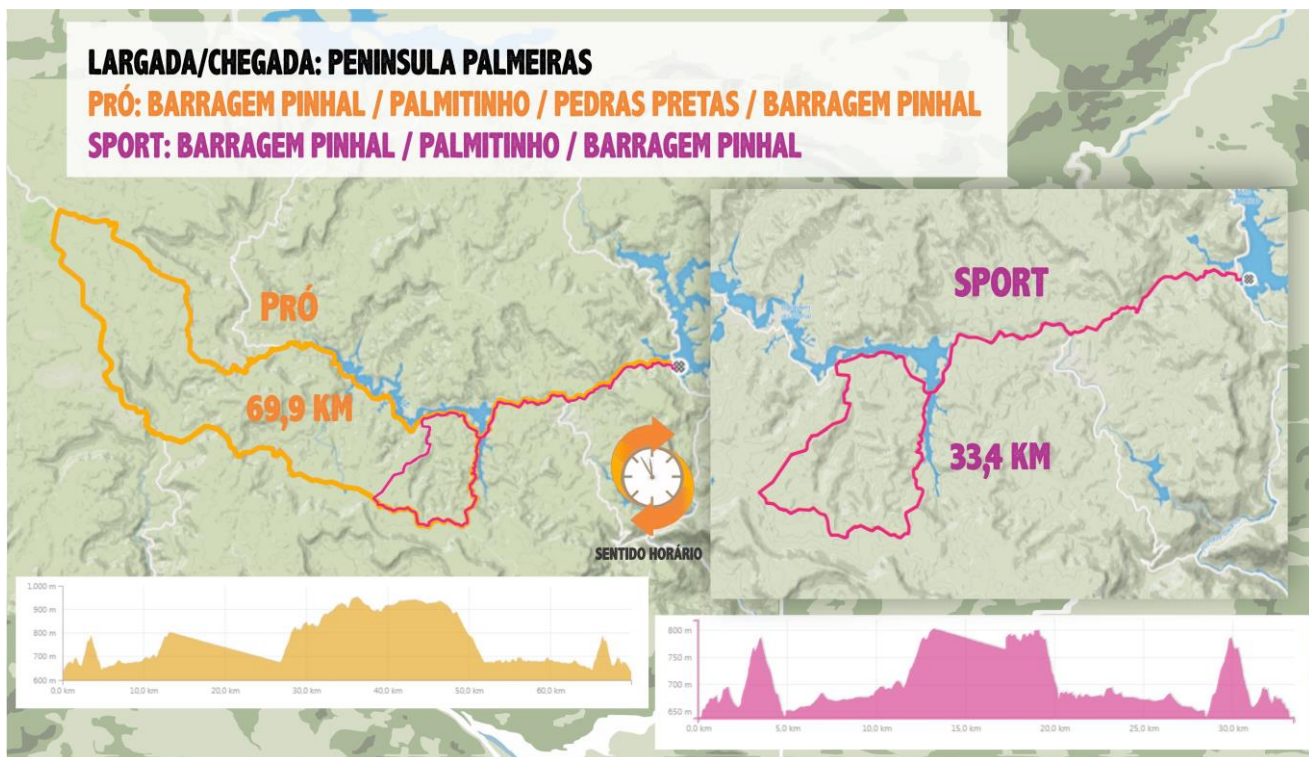 LARGADA/CHEGADA: PENINSULA PALMEIRAS
PRÓ: BARRAGEM PINHAL / PALMITINHO / PEDRAS PRETAS / BARRAGEM PINHAL
SPORT: BARRAGEM PINHAL / PALMITINHO / BARRAGEM PINHAL
PRÓ
69,9 KM
SPORT
33,4 KM
SENTIDO HORÁRIO
1.000 m
900 m
800 m
700 m
600 m
0,0 km 10,0 km 20,0 km 30,0 km 40,0 km 50,0 km 60,0 km
800 m
750 m
700 m
650 m
0,0 km 5,0 km 10,0 km 15,0 km 20,0 km 25,0 km 30,0 km